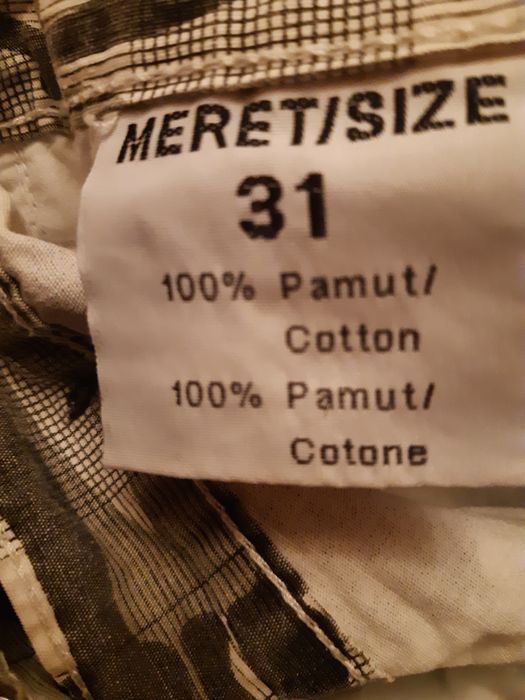 MERET/SIZE
31
100% Pamut/
Cotton
100% Pamut/
Cotone